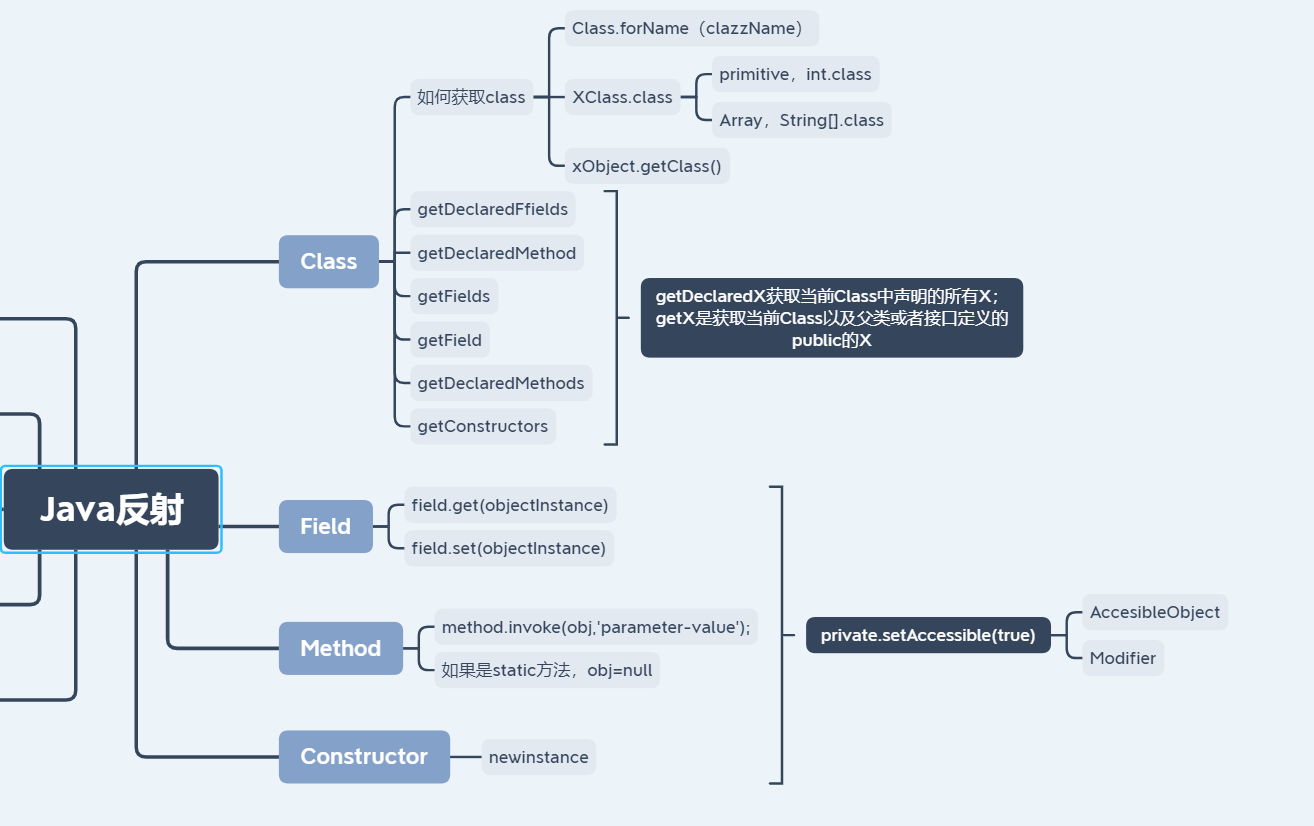 Java反射
Class
如何获取class
Class.forName（clazzName）
XClass.class
primitive，int.class
Array，String[].class
xObject.getClass()
getDeclaredFfields
getDeclaredMethod
getFields
getField
getDeclaredMethods
getConstructors
getDeclaredX获取当前Class中声明的所有X；
getX是获取当前Class以及父类或者接口定义的
public的X
Field
field.get(objectInstance)
field.set(objectInstance)
Method
method.invoke(obj,'parameter-value');
如果是static方法，obj=null
Constructor
newinstance
private.setAccessible(true)
AccesibleObject
Modifier